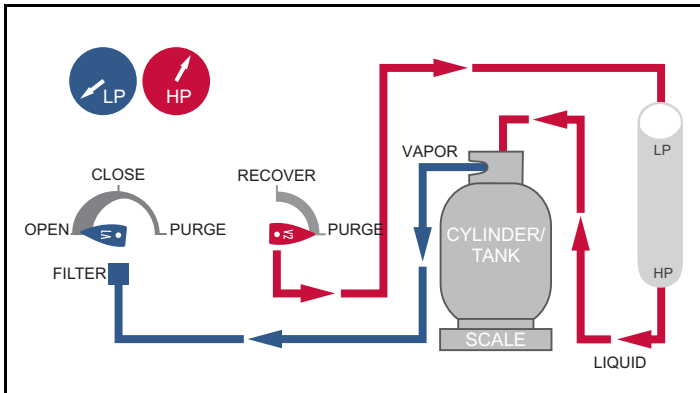 LP
HP
CLOSE
OPEN
PURGE
V1
FILTER
RECOVER
PURGE
V2
VAPOR
CYLINDER/
TANK
SCALE
LP
HP
LIQUID